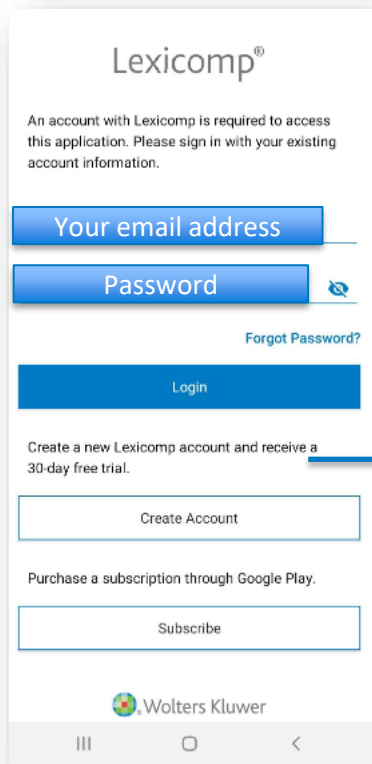 Lexicomp®
An account with Lexicomp is required to access
this application. Please sign in with your existing
account information.
Your email address
Password
Forgot Password?
Login
Create a new Lexicomp account and receive a
30-day free trial.
Create Account
Purchase a subscription through Google Play.
Subscribe
Wolters Kluwer